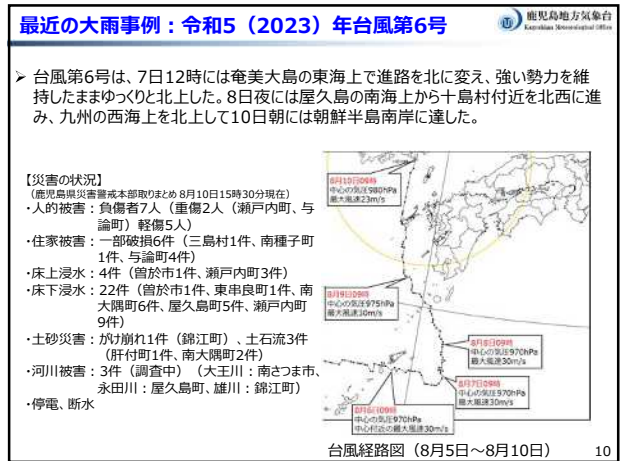 最近の大雨事例：令和5（2023）年台風第6号
鹿児島地方気象台
Kagoshima Meteorological Office
➢ 台風第6号は、7日12時には奄美大島の東海上で進路を北に変え、強い勢力を維
持したままゆっくりと北上した。8日夜には屋久島の南海上から十島村付近を北西に進
み、九州の西海上を北上して10日朝には朝鮮半島南岸に達した。
【災害の状況】
（鹿児島県災害警戒本部取りまとめ 8月10日15時30分現在）
・人的被害：負傷者7人（重傷2人（瀬戸内町、与
論町）軽傷5人）
・住家被害：一部破損6件（三島村1件、南種子町
1件、与論町4件）
・床上浸水：4件（曽於市1件、瀬戸内町3件）
・床下浸水：22件（曽於市1件、東串良町1件、南
大隅町6件、屋久島町5件、瀬戸内町
9件）
・土砂災害：がけ崩れ1件（錦江町）、土石流3件
（肝付町1件、南大隅町2件）
・河川被害：3件（調査中）（大王川：南さつま市、
永田川：屋久島町、雄川：錦江町）
・停電、断水
8月10日09時
中心の気圧980hPa
最大風速23m/s
8月9日09時
中心の気圧975hPa
最大風速30m/s
8月8日09時
中心の気圧970hPa
最大風速30m/s
8月7日09時
中心の気圧970hPa
最大風速30m/s
8月6日09時
中心の気圧970hPa
中心付近の最大風速30m/s
台風経路図（8月5日～8月10日）
10